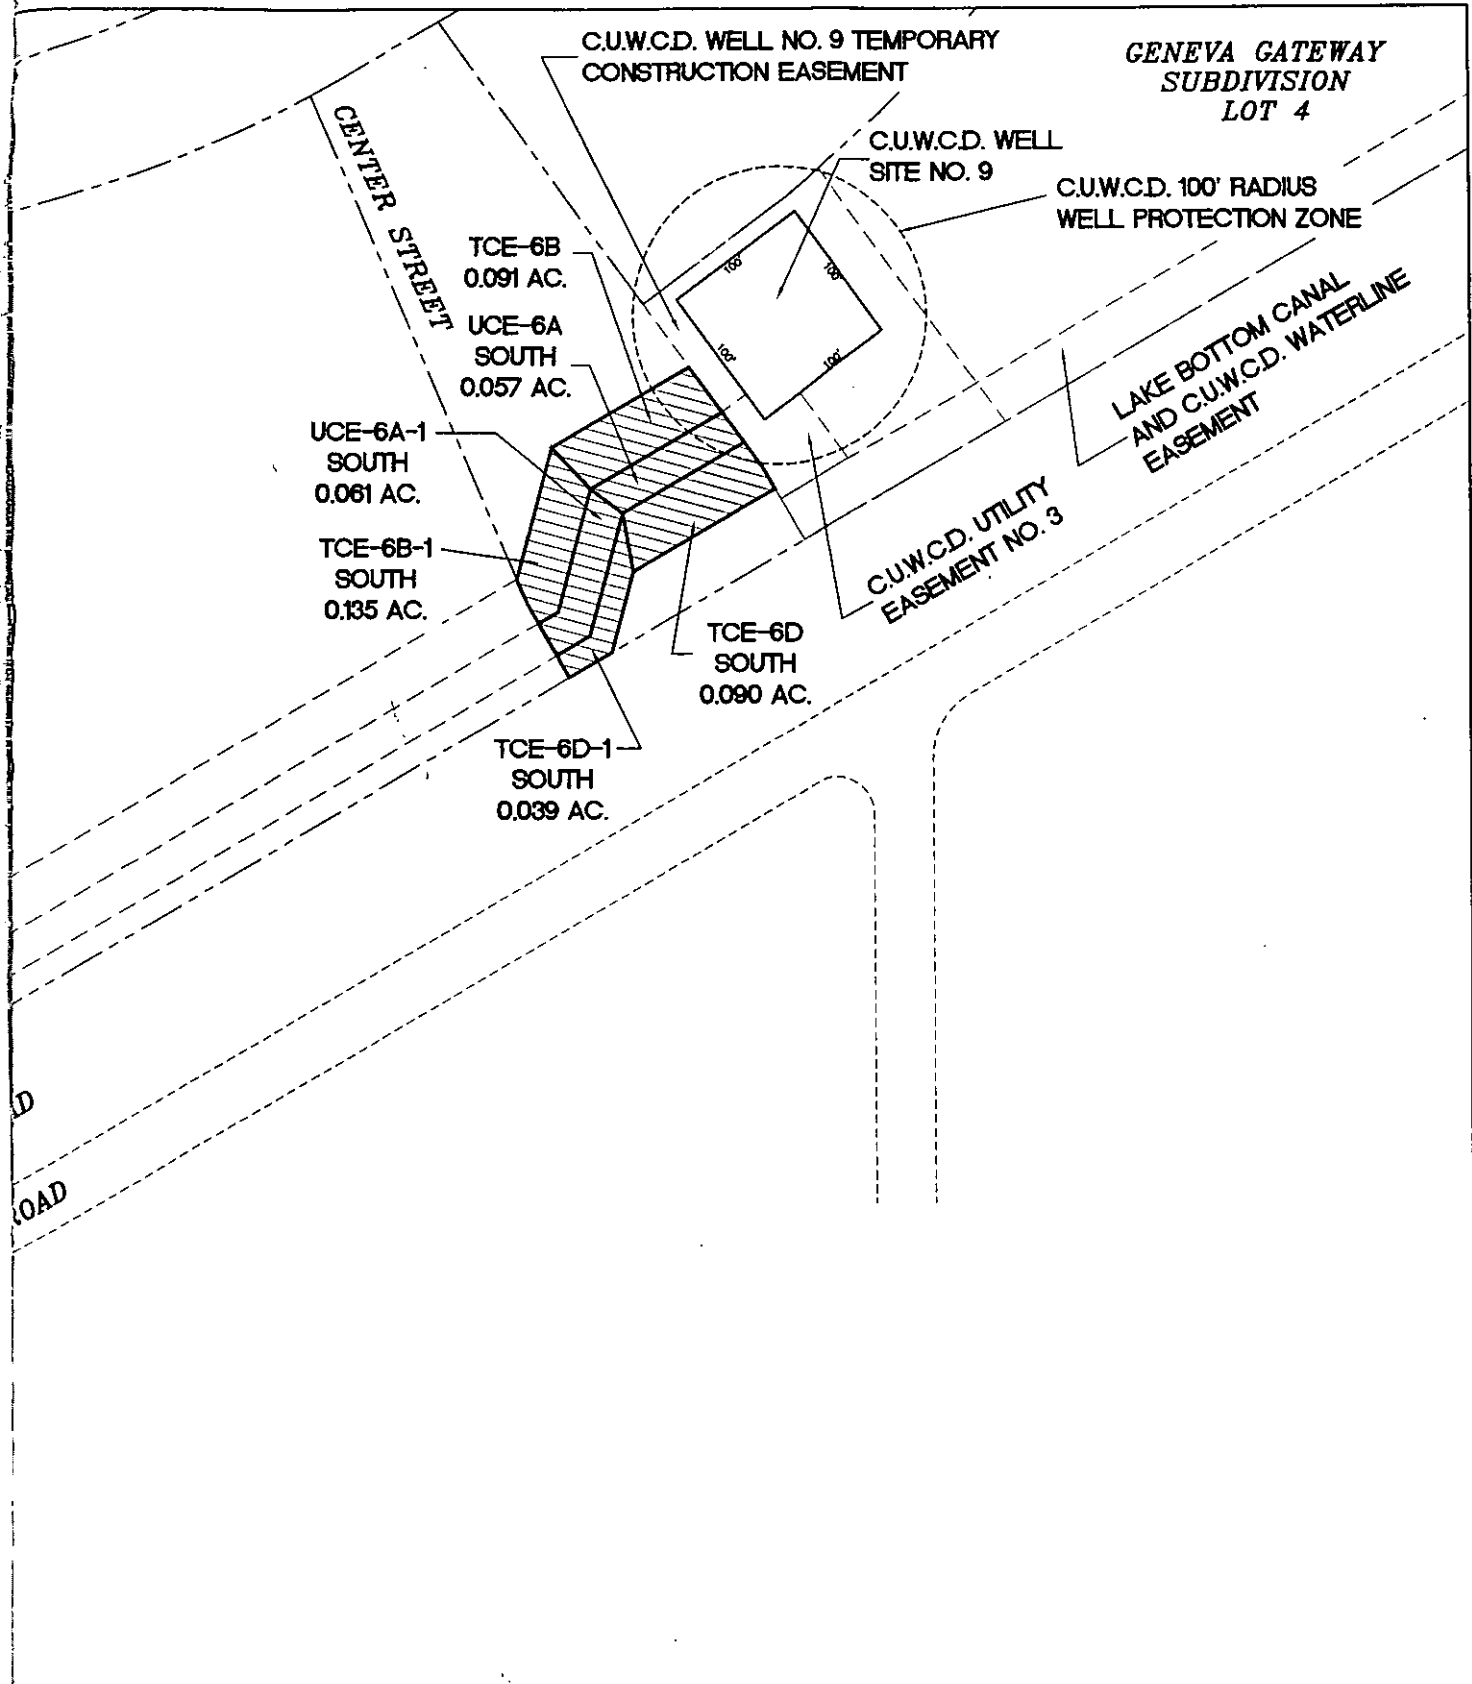 C.U.W.C.D. WELL NO. 9 TEMPORARY
CONSTRUCTION EASEMENT
GENEVA GATEWAY
SUBDIVISION
LOT 4
C.U.W.C.D. WELL
SITE NO. 9
C.U.W.C.D. 100' RADIUS
WELL PROTECTION ZONE
CENTER STREET
TCE-6B
0.091 AC.
100'
100'
100'
100'
UCE-6A
SOUTH
0.057 AC.
LAKE BOTTOM CANAL
AND C.U.W.C.D. WATERLINE
EASEMENT
UCE-6A-1
SOUTH
0.061 AC.
C.U.W.C.D. UTILITY
EASEMENT NO. 3
TCE-6B-1
SOUTH
0.135 AC.
TCE-6D
SOUTH
0.090 AC.
TCE-6D-1
SOUTH
0.039 AC.
D
OAD